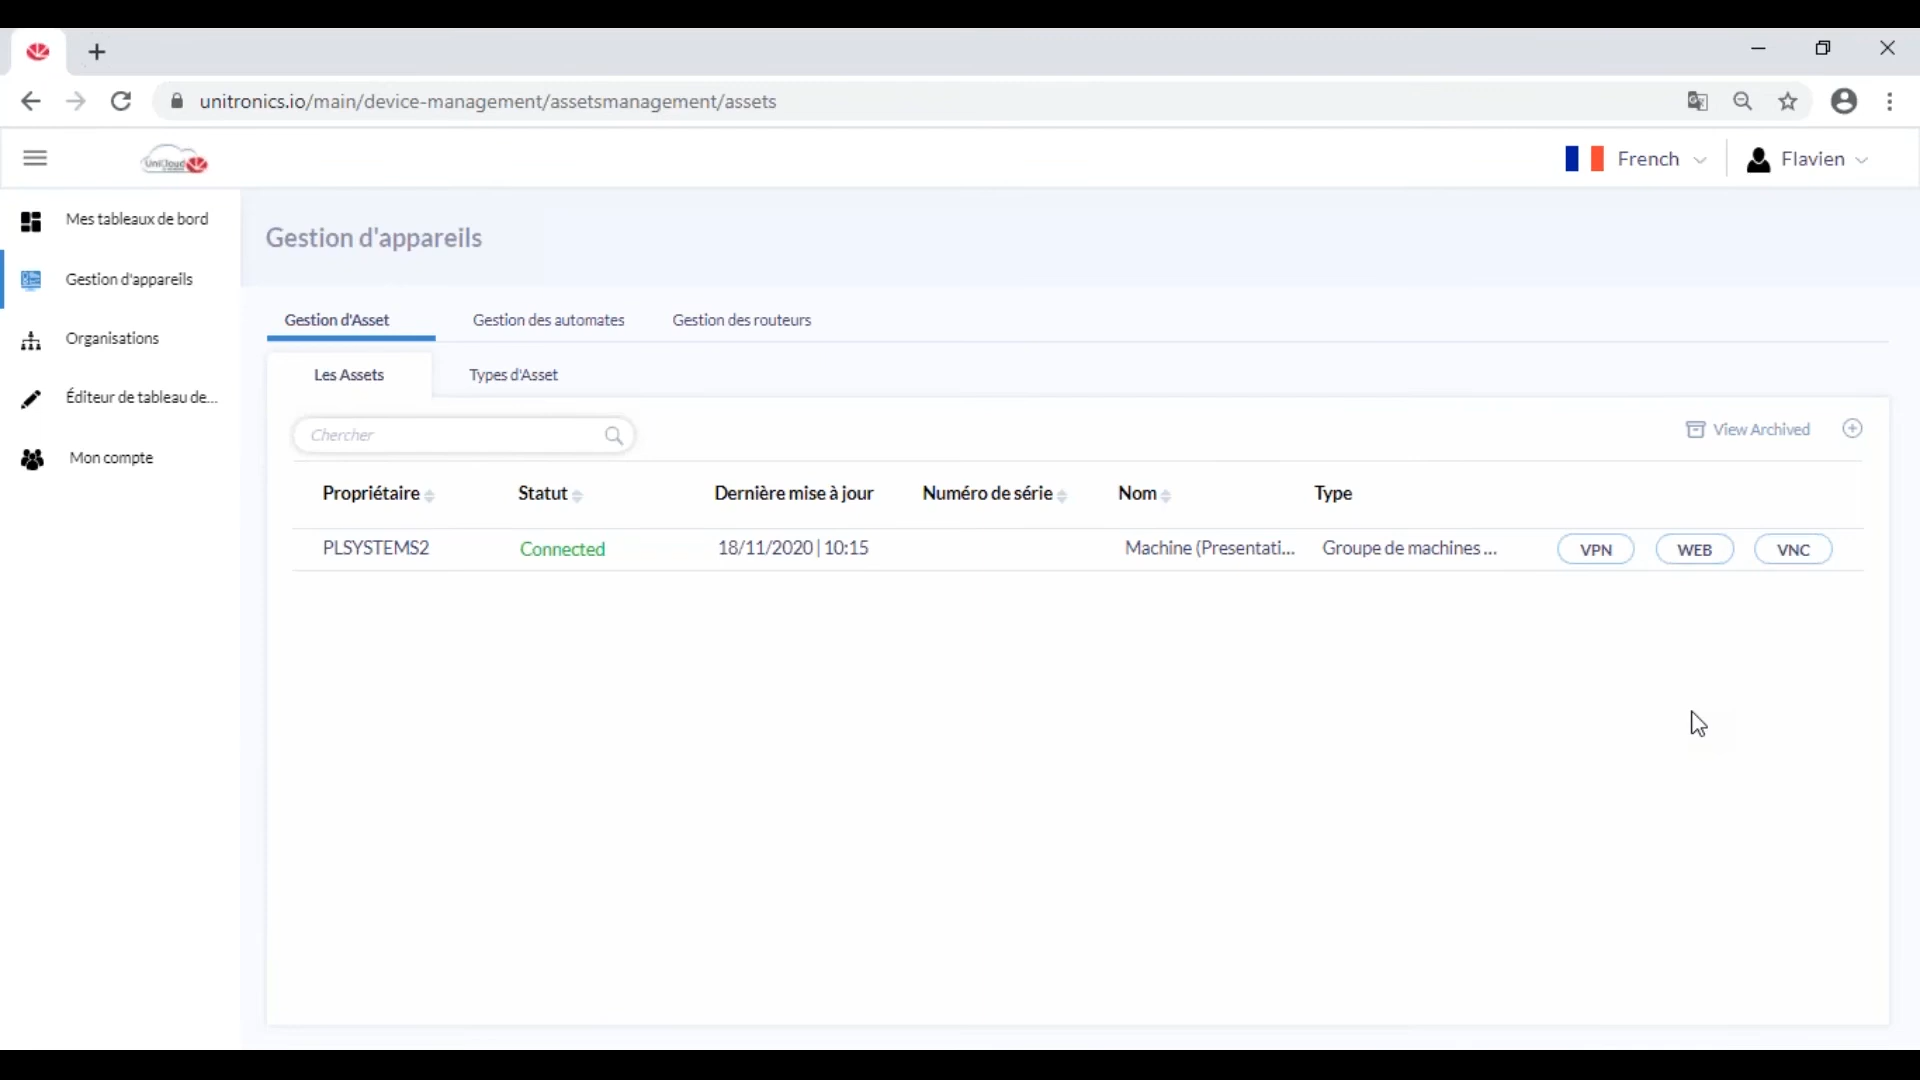 unitronics.io/main/device-management/assetsmanagement/assets
UniCloud
French
Flavien
Mes tableaux de bord
Gestion d'appareils
Organisations
Éditeur de tableau de...
Mon compte
Gestion d'appareils
Gestion d'Asset
Gestion des automates
Gestion des routeurs
Les Assets
Types d'Asset
Chercher
View Archived
Propriétaire
Statut
Dernière mise à jour
Numéro de série
Nom
Type
PLSYSTEMS2
Connected
18/11/2020 | 10:15
Machine (Presentati...
Groupe de machines ...
VPN
WEB
VNC